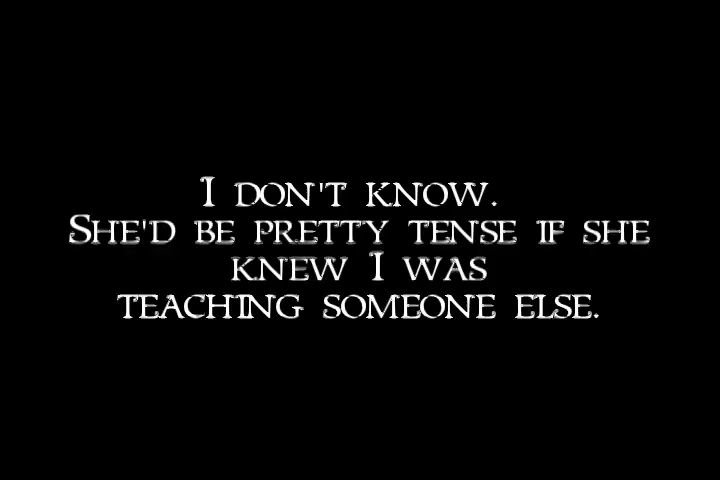 I don't know.
She'd be pretty tense if she
knew I was
teaching someone else.